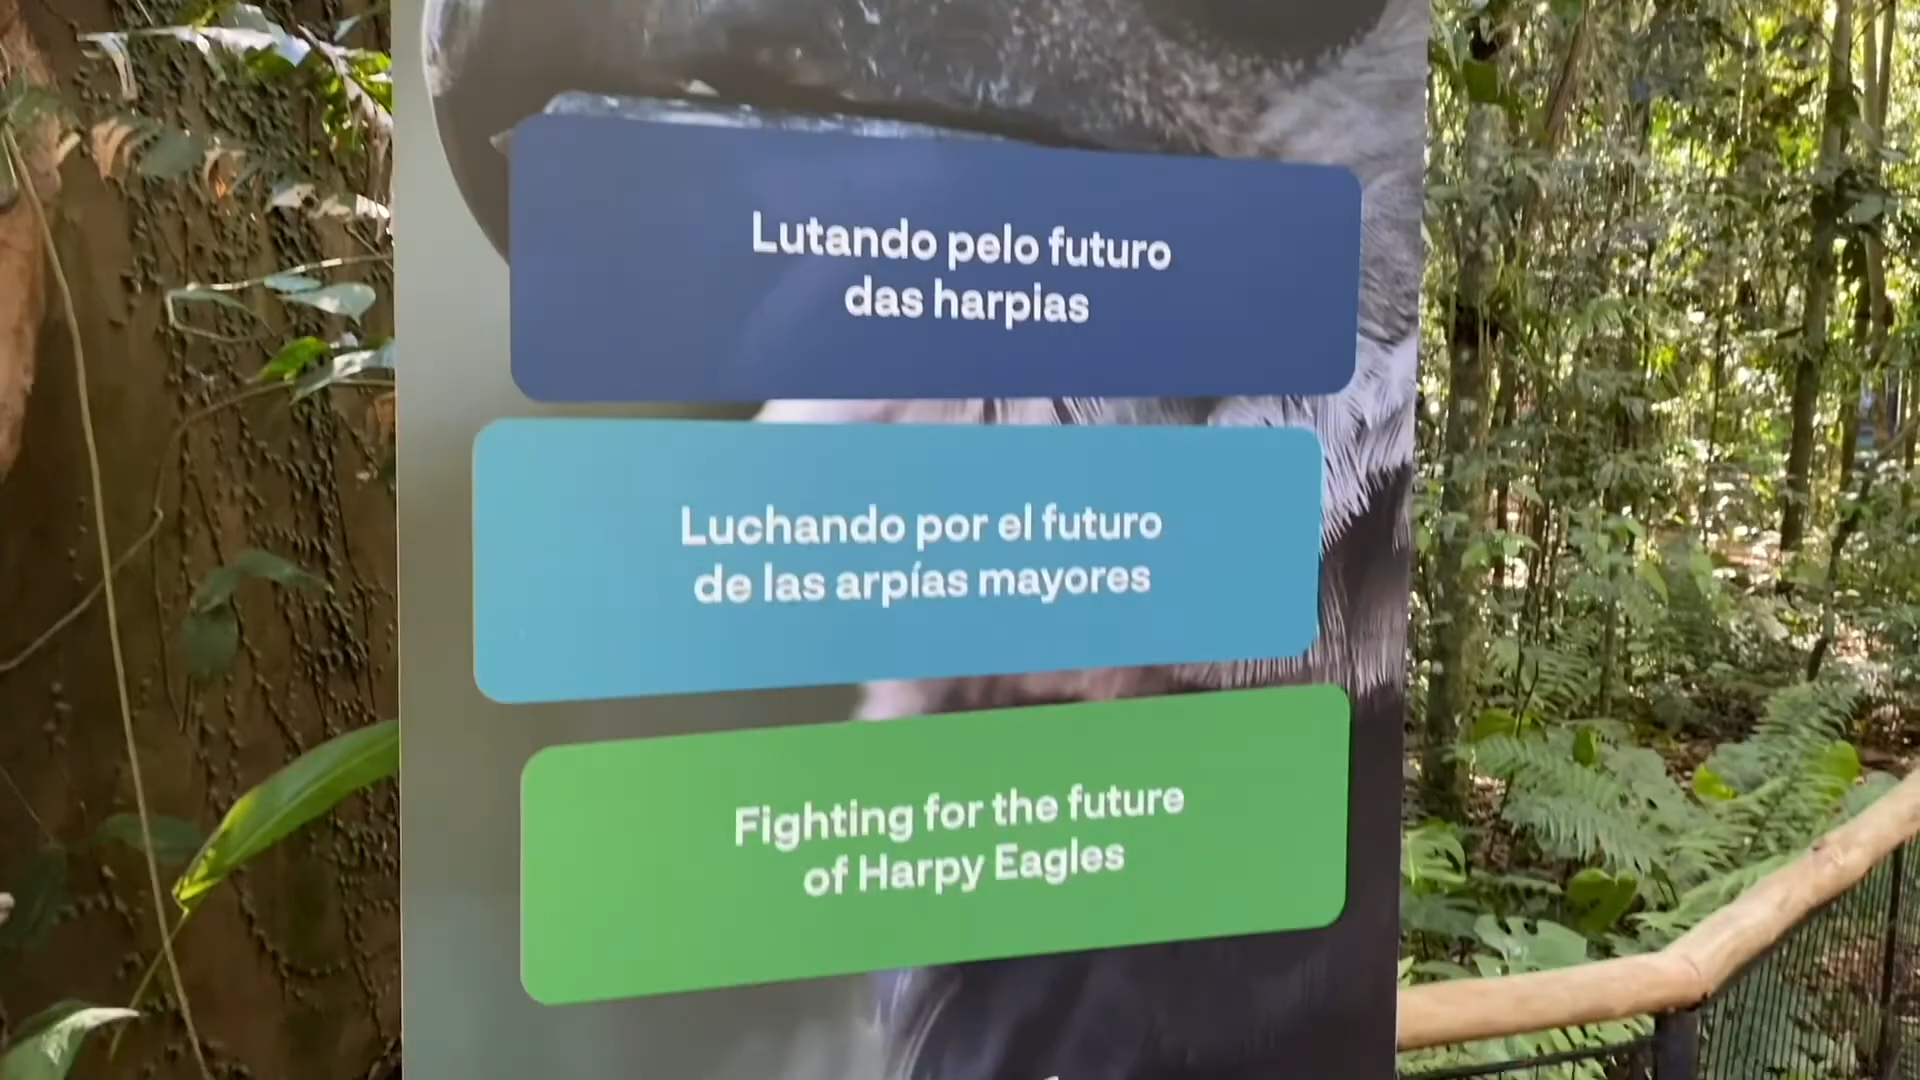 Lutando pelo futuro
das harpias
Luchando por el futuro
de las arpías mayores
Fighting for the future
of Harpy Eagles